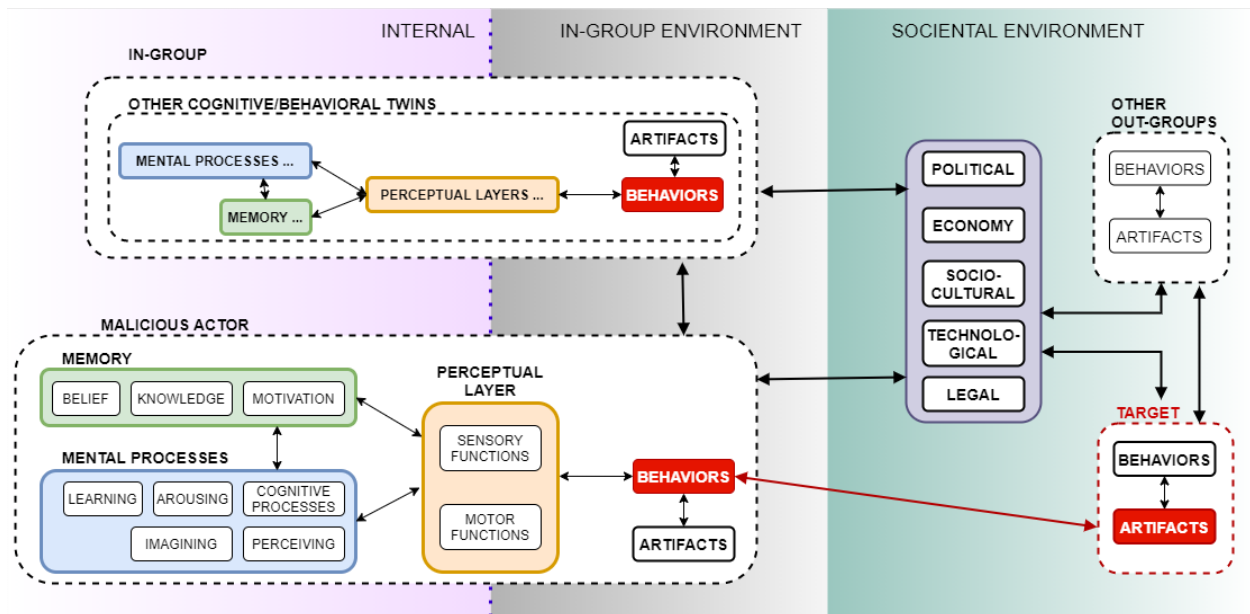 INTERNAL
IN-GROUP ENVIRONMENT
SOCIENTAL ENVIRONMENT
IN-GROUP
OTHER COGNITIVE/BEHAVIORAL TWINS
MENTAL PROCESSES ...
MEMORY ...
PERCEPTUAL LAYERS ...
ARTIFACTS
BEHAVIORS
MALICIOUS ACTOR
MEMORY
BELIEF
KNOWLEDGE
MOTIVATION
MENTAL PROCESSES
LEARNING
AROUSING
COGNITIVE
PROCESSES
IMAGINING
PERCEIVING
PERCEPTUAL
LAYER
SENSORY
FUNCTIONS
MOTOR
FUNCTIONS
BEHAVIORS
ARTIFACTS
POLITICAL
ECONOMY
SOCIO-
CULTURAL
TECHNOLO-
GICAL
LEGAL
OTHER
OUT-GROUPS
BEHAVIORS
ARTIFACTS
TARGET
BEHAVIORS
ARTIFACTS